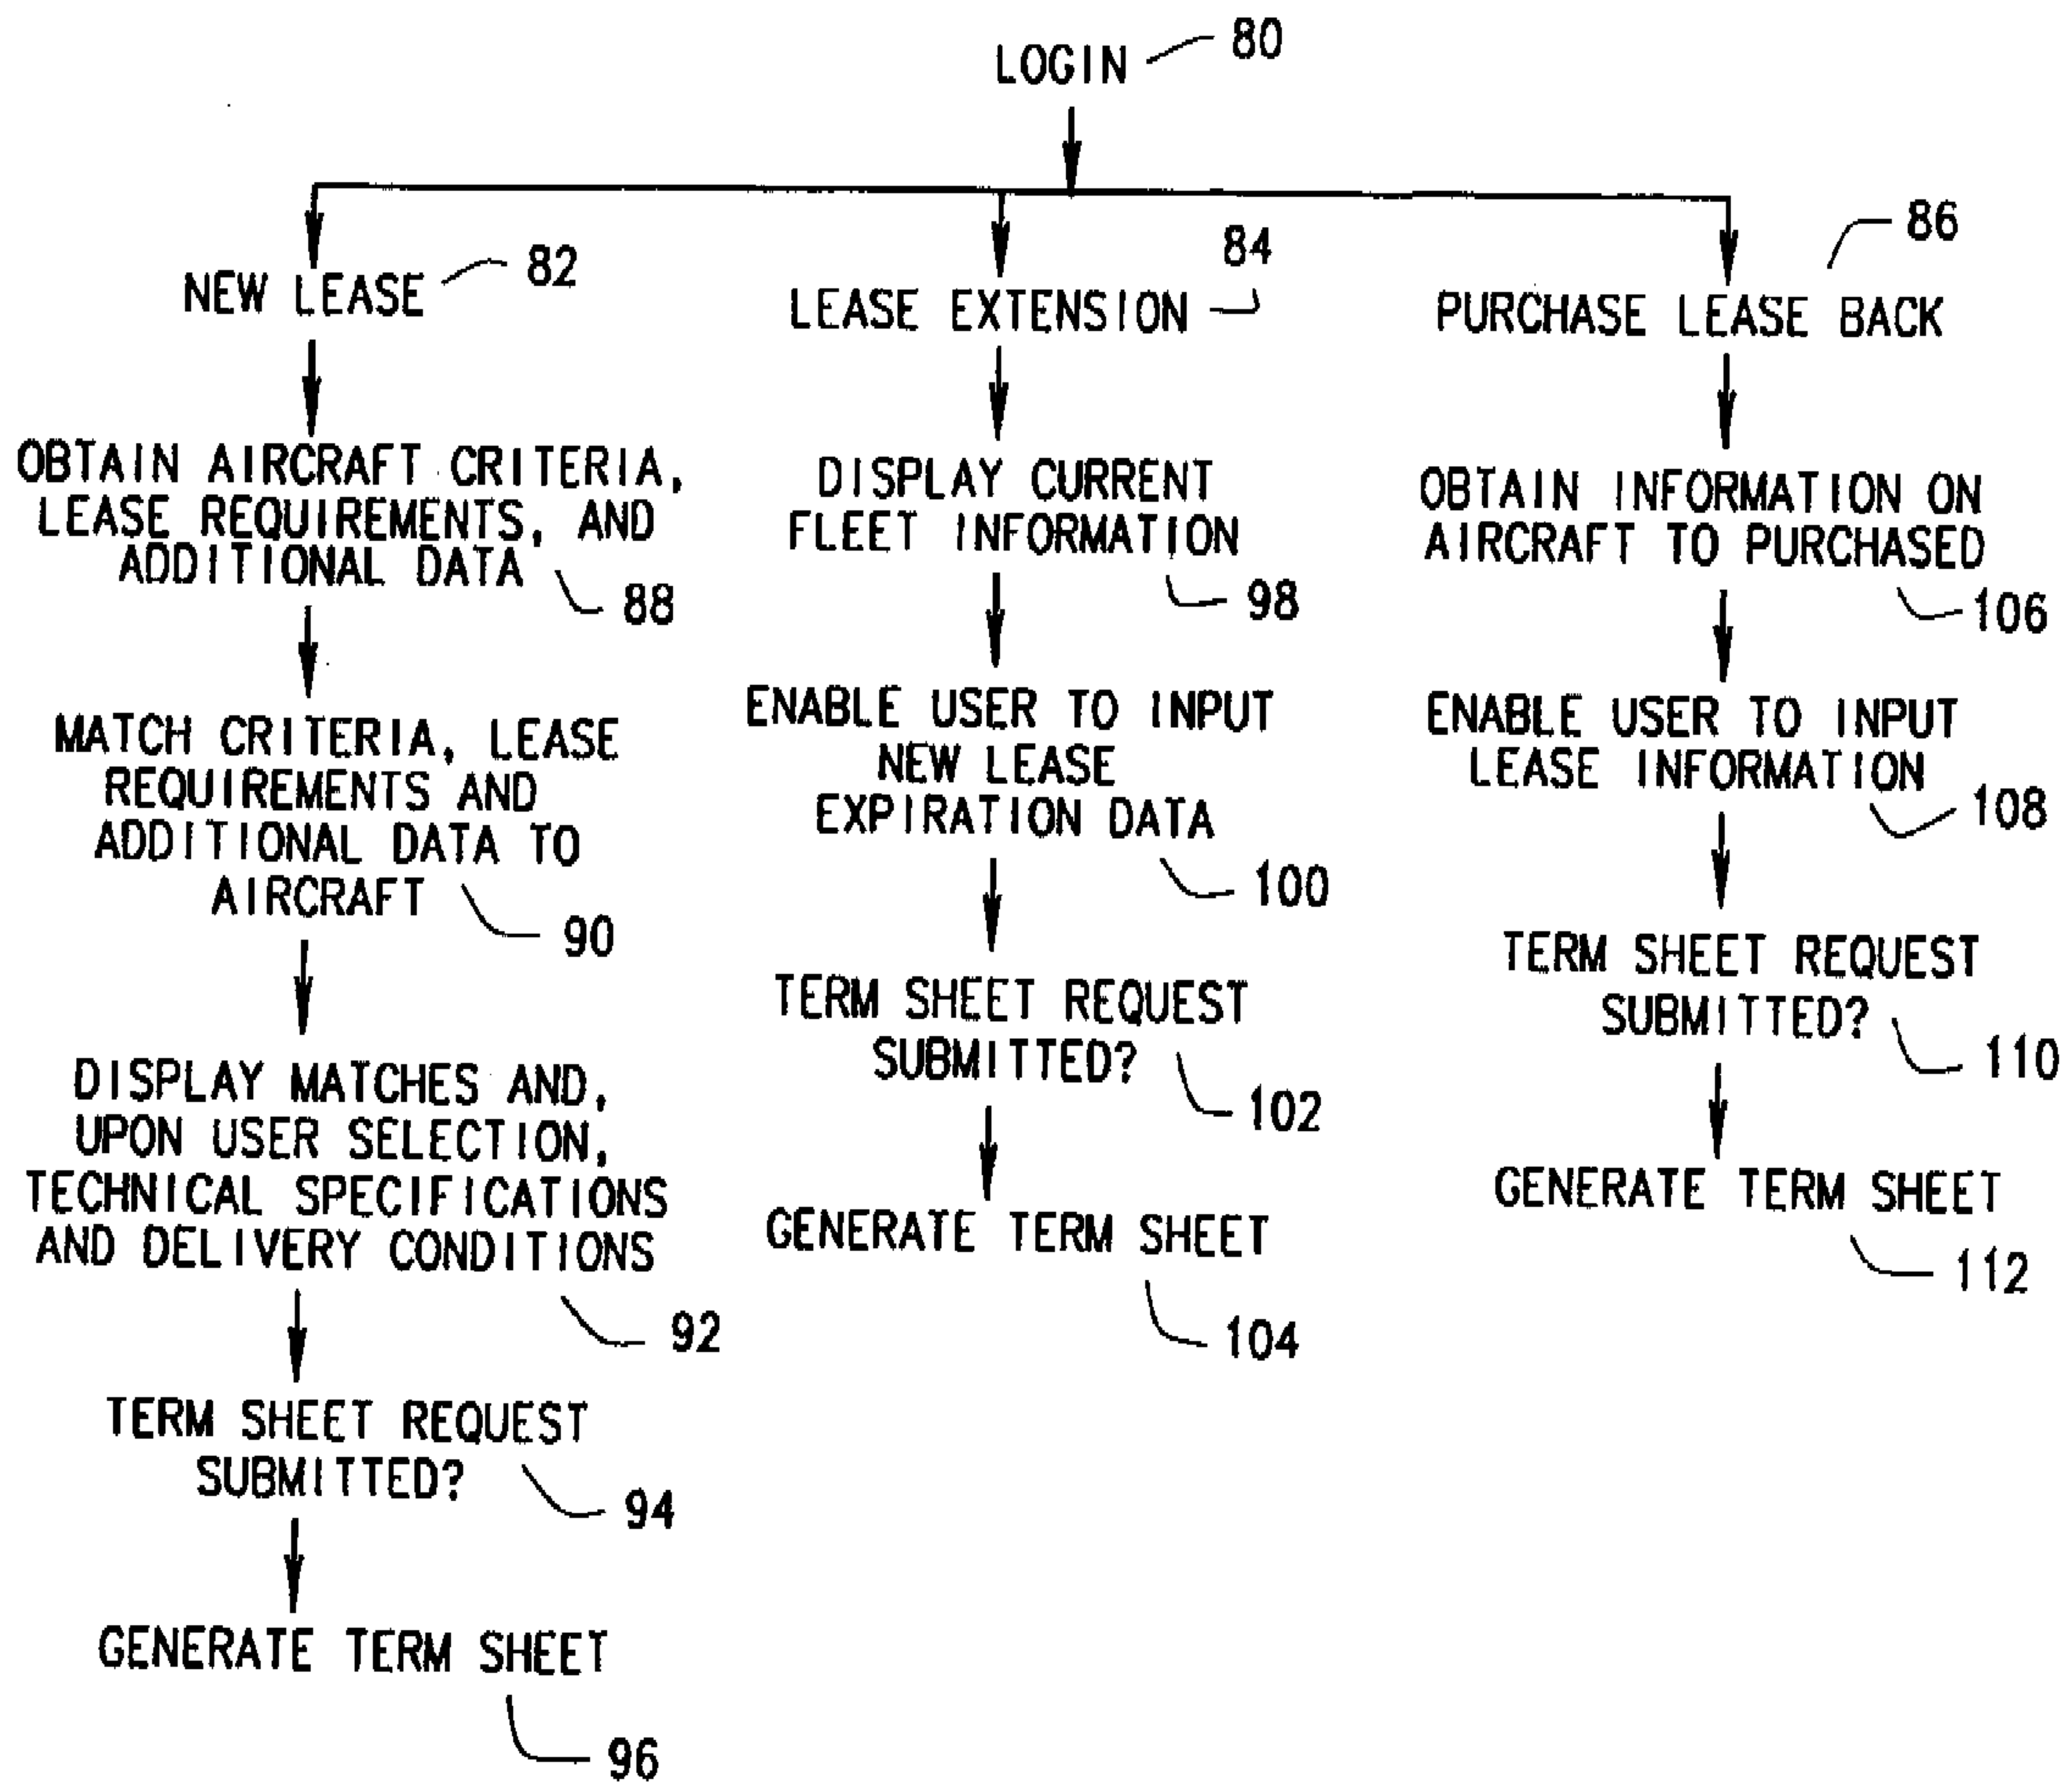 LOGIN
80
NEW LEASE
82
OBTAIN AIRCRAFT CRITERIA,
LEASE REQUIREMENTS, AND
ADDITIONAL DATA
88
MATCH CRITERIA, LEASE
REQUIREMENTS AND
ADDITIONAL DATA TO
AIRCRAFT
90
DISPLAY MATCHES AND,
UPON USER SELECTION,
TECHNICAL SPECIFICATIONS
AND DELIVERY CONDITIONS
92
TERM SHEET REQUEST
SUBMITTED?
94
GENERATE TERM SHEET
96
84
LEASE EXTENSION
DISPLAY CURRENT
FLEET INFORMATION
98
ENABLE USER TO INPUT
NEW LEASE
EXPIRATION DATA
100
TERM SHEET REQUEST
SUBMITTED?
102
GENERATE TERM SHEET
104
86
PURCHASE LEASE BACK
OBTAIN INFORMATION ON
AIRCRAFT TO PURCHASED
106
ENABLE USER TO INPUT
LEASE INFORMATION
108
TERM SHEET REQUEST
SUBMITTED?
110
GENERATE TERM SHEET
112